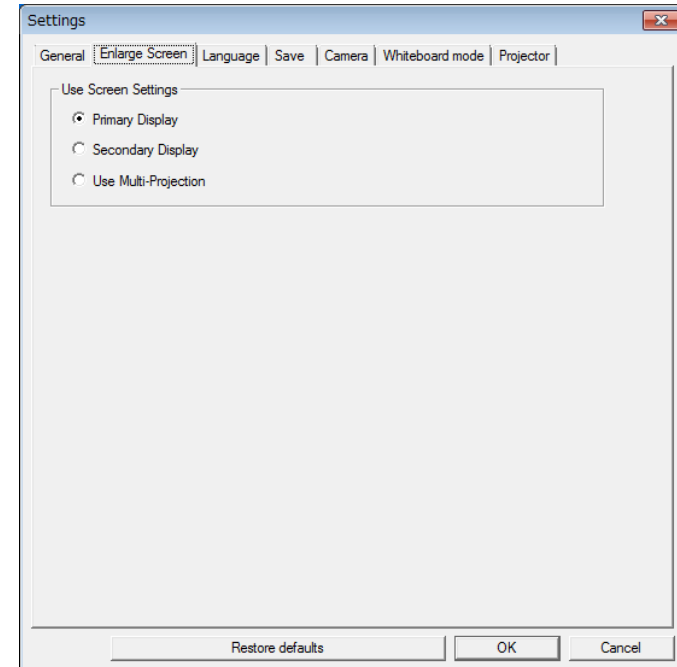 Settings
General Enlarge Screen Language Save Camera Whiteboard mode Projector
Use Screen Settings
Primary Display
Secondary Display
Use Multi-Projection
Restore defaults OK Cancel